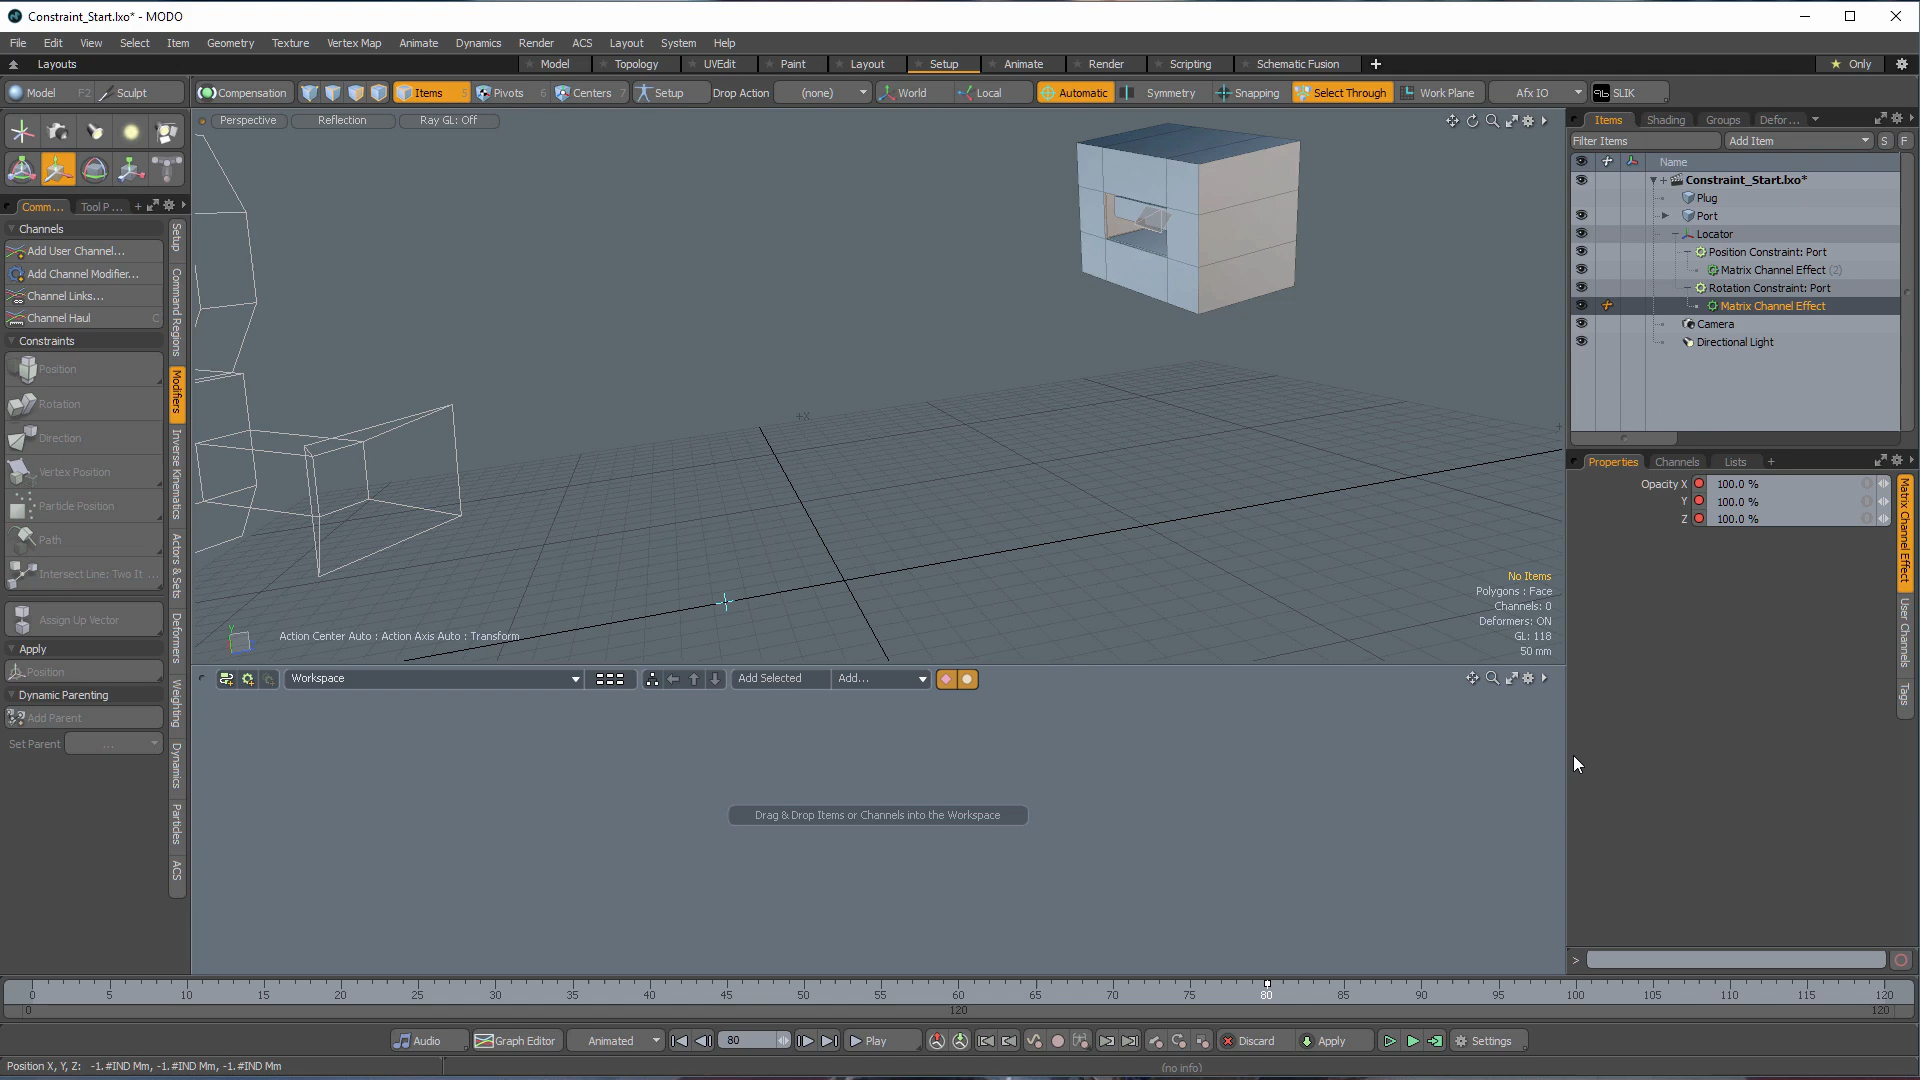 Constraint_Start.lxo* - MODO
File Edit View Select Item Geometry Texture Vertex Map Animate Dynamics Render ACS Layout System Help
Layouts Model Topology UVEdit Paint Layout Setup Animate Render Scripting Schematic Fusion + Only
Model F2 Sculpt Compensation Items 5 Pivots 6 Centers 7 Setup Drop Action (none) World Local Automatic Symmetry Snapping Select Through Work Plane Afx IO SLIK
Perspective Reflection Ray GL: Off
Items Shading Groups Defor...
Filter Items Add Item S F
Name
Constraint_Start.lxo*
Plug
Port
Locator
Position Constraint: Port
Matrix Channel Effect (2)
Rotation Constraint: Port
Matrix Channel Effect
Camera
Directional Light
Comm... Tool P... +
Channels
Add User Channel...
Add Channel Modifier...
Channel Links...
Channel Haul C
Constraints
Position
Rotation
Direction
Vertex Position
Particle Position
Path
Intersect Line: Two It ...
Assign Up Vector
Apply
Position
Dynamic Parenting
Add Parent
Set Parent ...
Setup
Command Regions
Modifiers
Inverse Kinematics
Actors & Sets
Deformers
Weighting
Dynamics
Particles
ACS
+X
Y
No Items
Polygons : Face
Channels: 0
Deformers: ON
GL: 118
50 mm
Action Center Auto : Action Axis Auto : Transform
Properties Channels Lists +
Opacity X 100.0 %
Y 100.0 %
Z 100.0 %
Matrix Channel Effect
User Channels
Tags
Workspace Add Selected Add...
Drag & Drop Items or Channels into the Workspace
>
0 5 10 15 20 25 30 35 40 45 50 55 60 65 70 75 80 85 90 95 100 105 110 115 120
0 120 120
Audio Graph Editor Animated 80 Play Discard Apply Settings
Position X, Y, Z: -1.#IND Mm, -1.#IND Mm, -1.#IND Mm
(no info)